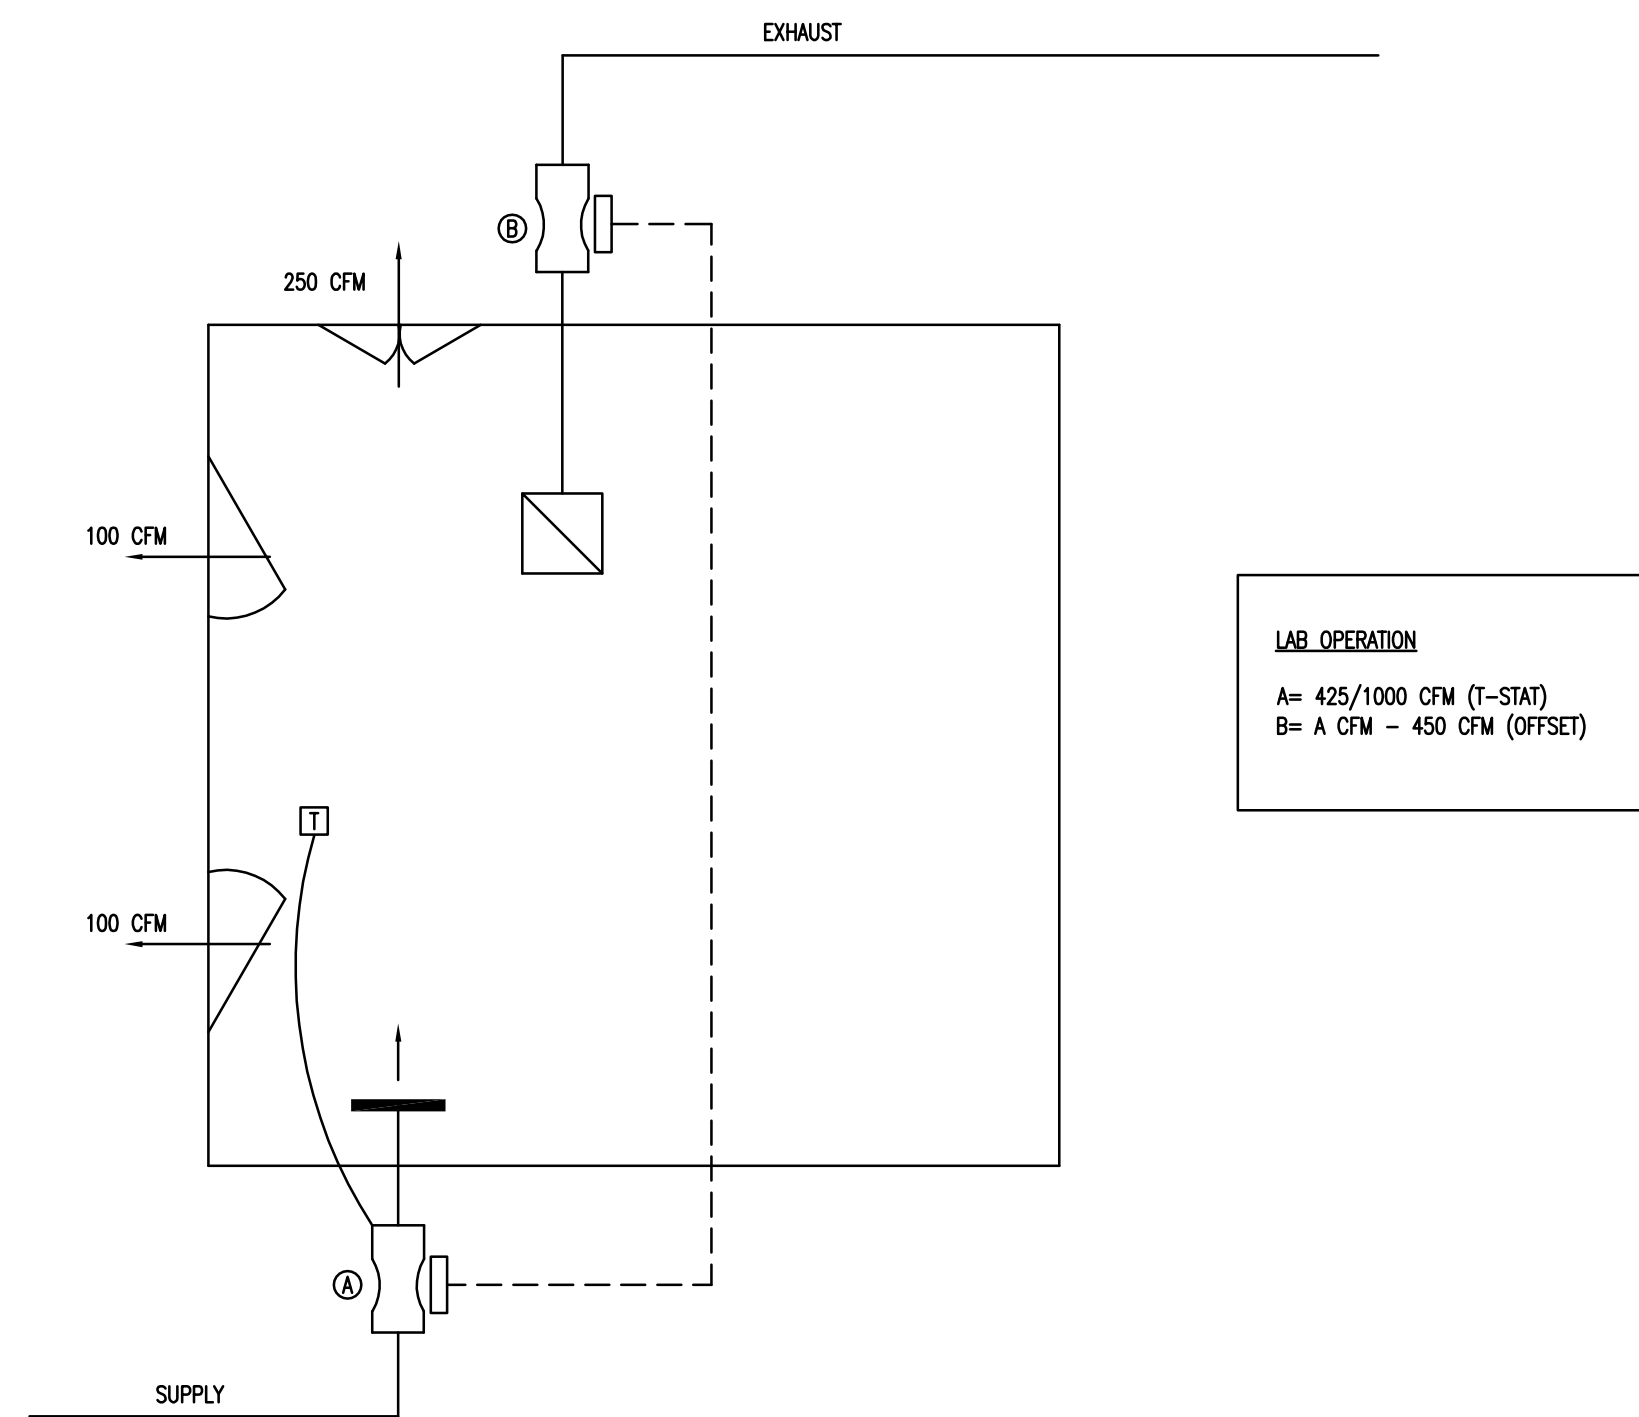 EXHAUST
B
250 CFM
100 CFM
LAB OPERATION
A= 425/1000 CFM (T-STAT)
B= A CFM - 450 CFM (OFFSET)
T
100 CFM
A
SUPPLY